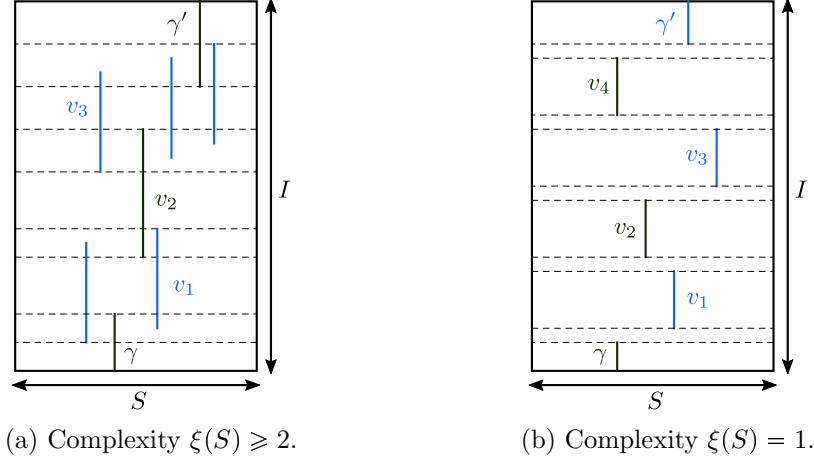 γ′
v₃
v₂
v₁
γ
I
S
(a) Complexity ξ(S) ⩾ 2.
γ′
v₄
v₃
v₂
v₁
γ
I
S
(b) Complexity ξ(S) = 1.